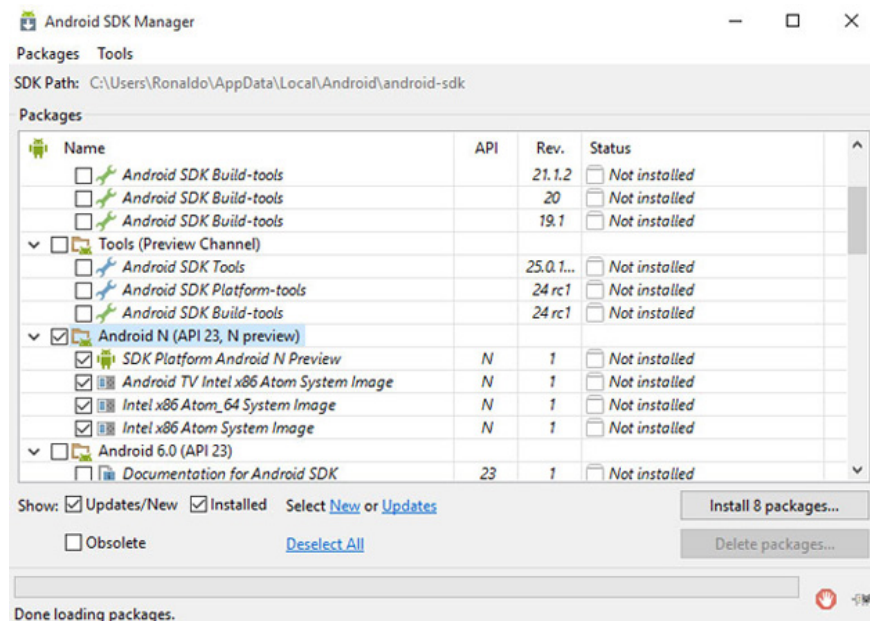 Android SDK Manager
Packages Tools
SDK Path: C:\Users\Ronaldo\AppData\Local\Android\android-sdk
Packages
Name API Rev. Status
Android SDK Build-tools 21.1.2 Not installed
Android SDK Build-tools 20 Not installed
Android SDK Build-tools 19.1 Not installed
Tools (Preview Channel)
Android SDK Tools 25.0.1... Not installed
Android SDK Platform-tools 24 rc1 Not installed
Android SDK Build-tools 24 rc1 Not installed
Android N (API 23, N preview)
SDK Platform Android N Preview N 1 Not installed
Android TV Intel x86 Atom System Image N 1 Not installed
Intel x86 Atom_64 System Image N 1 Not installed
Intel x86 Atom System Image N 1 Not installed
Android 6.0 (API 23)
Documentation for Android SDK 23 1 Not installed
Show: Updates/New Installed Select New or Updates Install 8 packages...
Obsolete Deselect All Delete packages...
Done loading packages.